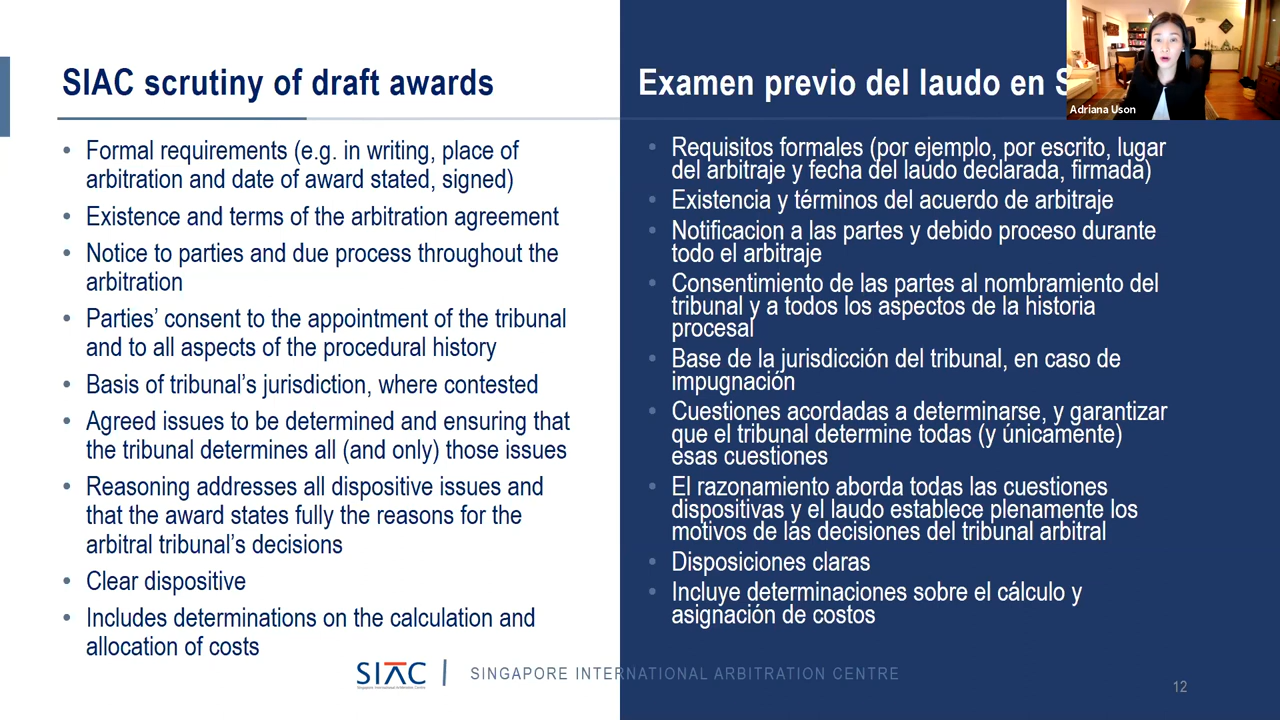 SIAC scrutiny of draft awards
• Formal requirements (e.g. in writing, place of
arbitration and date of award stated, signed)
• Existence and terms of the arbitration agreement
• Notice to parties and due process throughout the
arbitration
• Parties’ consent to the appointment of the tribunal
and to all aspects of the procedural history
• Basis of tribunal’s jurisdiction, where contested
• Agreed issues to be determined and ensuring that
the tribunal determines all (and only) those issues
• Reasoning addresses all dispositive issues and
that the award states fully the reasons for the
arbitral tribunal’s decisions
• Clear dispositive
• Includes determinations on the calculation and
allocation of costs
Examen previo del laudo en S
Adriana Uson
• Requisitos formales (por ejemplo, por escrito, lugar
del arbitraje y fecha del laudo declarada, firmada)
• Existencia y términos del acuerdo de arbitraje
• Notificacion a las partes y debido proceso durante
todo el arbitraje
• Consentimiento de las partes al nombramiento del
tribunal y a todos los aspectos de la historia
procesal
• Base de la jurisdicción del tribunal, en caso de
impugnación
• Cuestiones acordadas a determinarse, y garantizar
que el tribunal determine todas (y únicamente)
esas cuestiones
• El razonamiento aborda todas las cuestiones
dispositivas y el laudo establece plenamente los
motivos de las decisiones del tribunal arbitral
• Disposiciones claras
• Incluye determinaciones sobre el cálculo y
asignación de costos
SIAC
Singapore International Arbitration Centre
SINGAPORE INTERNATIONAL ARBITRATION CENTRE
12